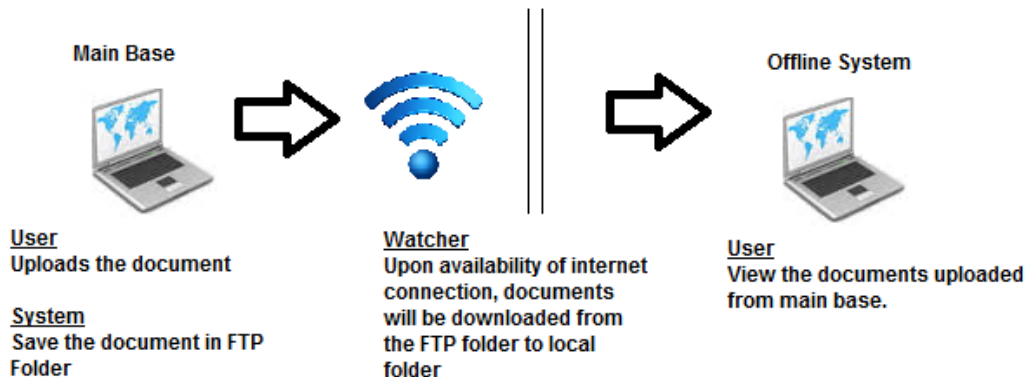 Main Base
Offline System
User
Uploads the document
System
Save the document in FTP
Folder
Watcher
Upon availability of internet
connection, documents
will be downloaded from
the FTP folder to local
folder
User
View the documents uploaded
from main base.